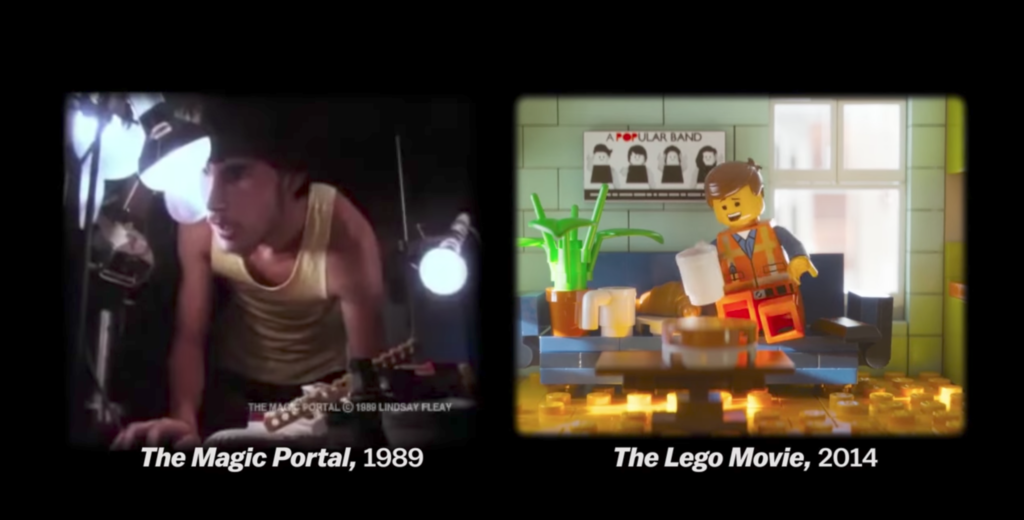 A POPULAR BAND
THE MAGIC PORTAL © 1989 LINDSAY FLEAY
The Magic Portal, 1989
The Lego Movie, 2014